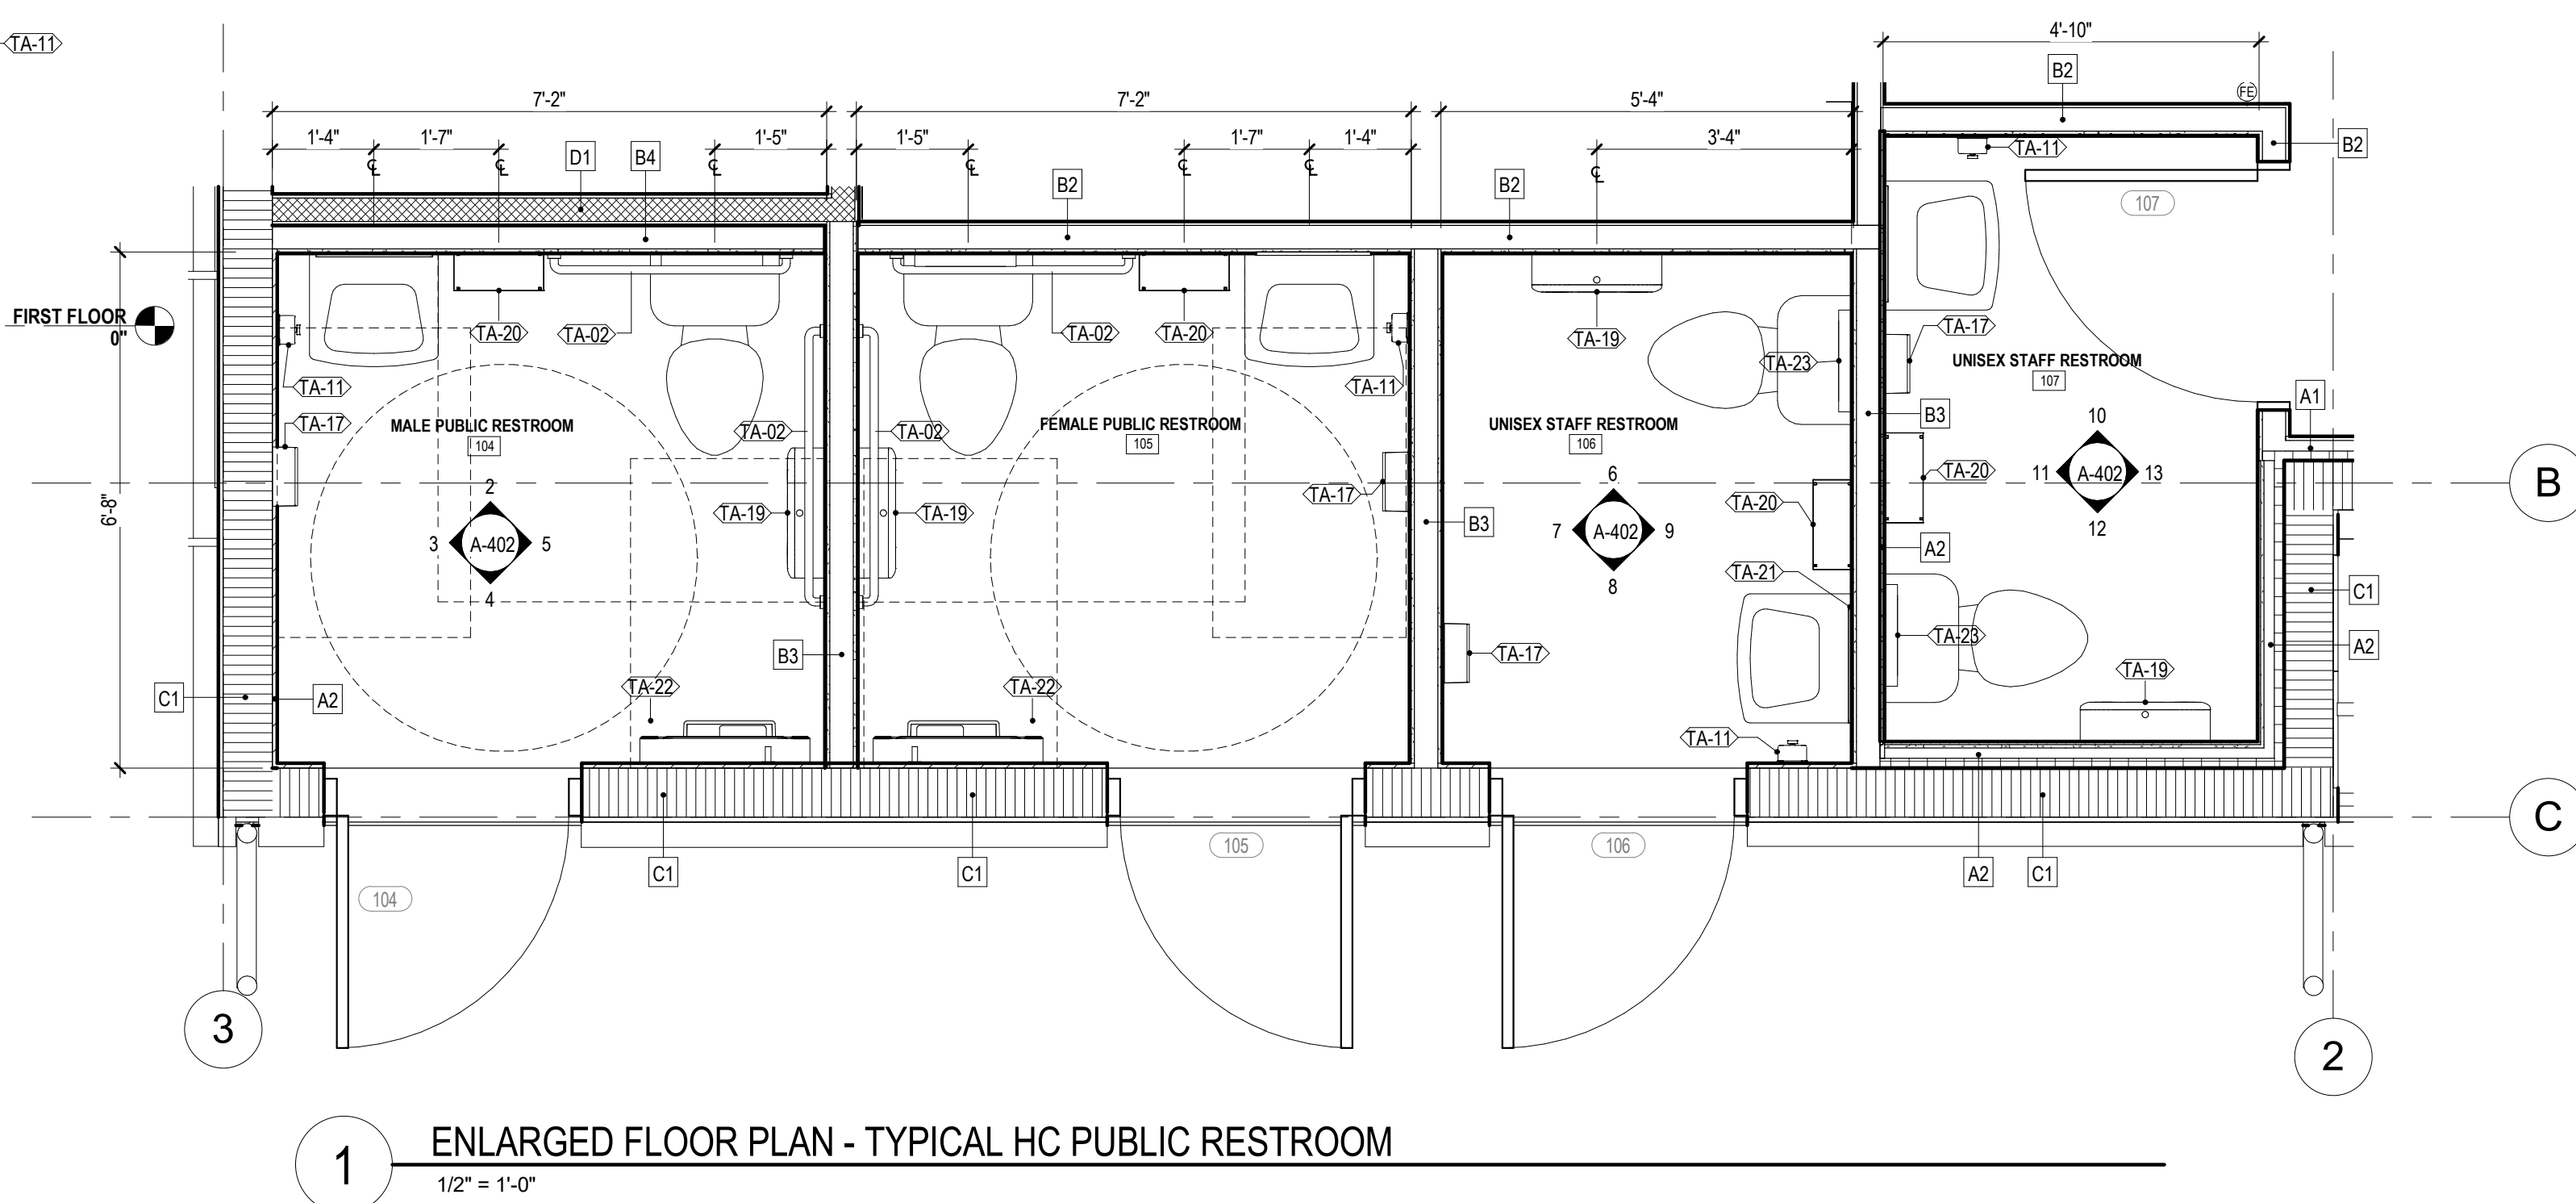 TA-11
4'-10"
B2
FE
7'-2"
7'-2"
5'-4"
1'-4"
1'-7"
1'-5"
1'-5"
1'-7"
1'-4"
3'-4"
D1
B4
B2
B2
TA-11
B2
℄
℄
℄
℄
℄
℄
℄
107
FIRST FLOOR
0"
TA-20
TA-02
TA-02
TA-20
TA-19
TA-23
TA-17
UNISEX STAFF RESTROOM
107
TA-11
TA-11
A1
TA-17
MALE PUBLIC RESTROOM
104
TA-02
TA-02
FEMALE PUBLIC RESTROOM
105
UNISEX STAFF RESTROOM
106
B3
10
11
A-402
13
12
TA-20
B
6'-8"
2
3
A-402
5
4
TA-19
TA-19
TA-17
B3
6
7
A-402
9
8
TA-20
A2
TA-21
C1
B3
TA-17
TA-23
A2
C1
A2
TA-22
TA-22
TA-19
TA-11
C
105
106
C1
C1
A2
C1
104
3
2
1
ENLARGED FLOOR PLAN - TYPICAL HC PUBLIC RESTROOM
1/2" = 1'-0"